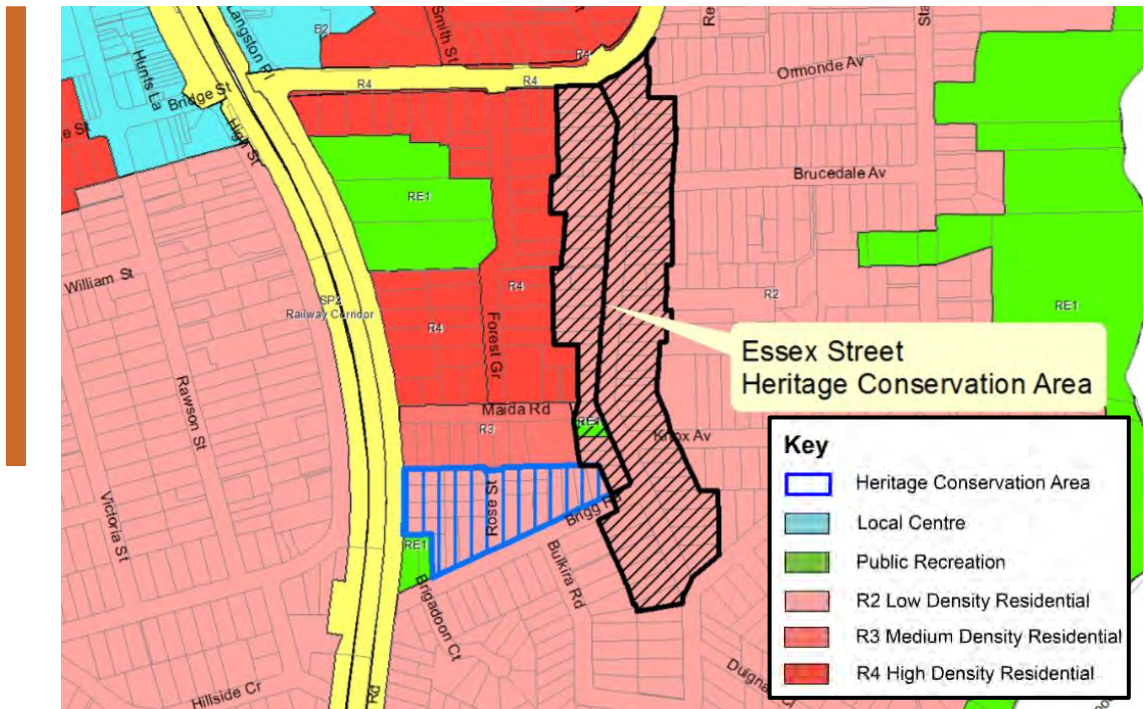 Langston Pl
B2
Smith St
R4
Hunts La
Bridge St
High St
R4
R4
Ormonde Av
Brucedale Av
RE1
William St
SP2
Railway Corridor
R4
R4
R2
RE1
Forest Gr
Essex Street
Heritage Conservation Area
Rawson St
Maida Rd
R3
RE1
Knox Av
Victoria St
Rose St
Brigg Rd
RE1
Bulkira Rd
Brigadoon Ct
Hillside Cr
Rd
Key
Heritage Conservation Area
Local Centre
Public Recreation
R2 Low Density Residential
R3 Medium Density Residential
R4 High Density Residential